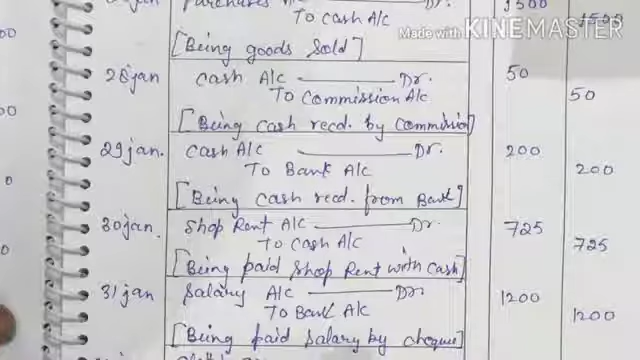 Purchases A/c Dr. 1500
To Cash A/c 1500
Made with KINEMASTER
[Being goods sold]
28 jan Cash A/c Dr. 50
To Commission A/c 50
[Being cash recd. by commission]
29 jan. Cash A/c Dr. 200
To Bank A/c 200
[Being cash recd. from Bank]
30 jan. Shop Rent A/c Dr. 725
To Cash A/c 725
[Being paid Shop Rent with cash]
31 jan Salary A/c Dr. 1200
To Bank A/c 1200
[Being paid Salary by cheque]